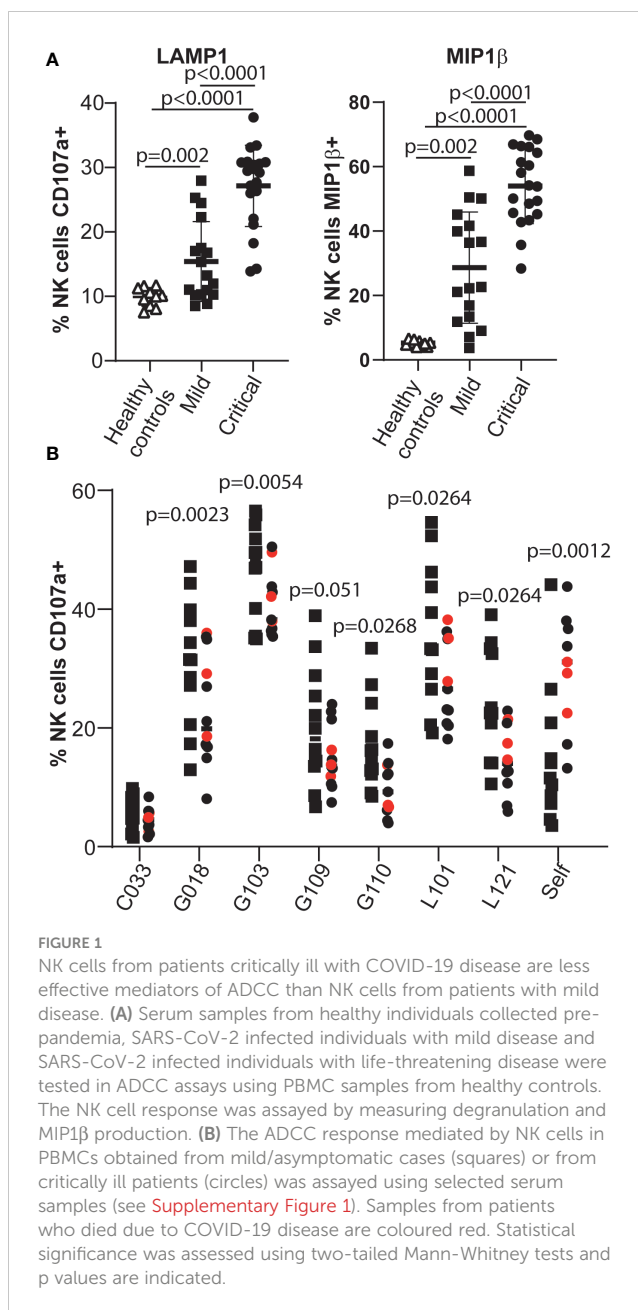 A
LAMP1
MIP1β
p<0.0001
p<0.0001
p=0.002
p<0.0001
p<0.0001
p=0.002
% NK cells CD107a+
40
30
20
10
0
Healthy controls
Mild
Critical
% NK cells MIP1β+
80
60
40
20
0
Healthy controls
Mild
Critical
B
% NK cells CD107a+
60
40
20
0
p=0.0023
p=0.0054
p=0.051
p=0.0268
p=0.0264
p=0.0264
p=0.0012
C033
G018
G103
G109
G110
L101
L121
Self
FIGURE 1
NK cells from patients critically ill with COVID-19 disease are less
effective mediators of ADCC than NK cells from patients with mild
disease. (A) Serum samples from healthy individuals collected pre-
pandemia, SARS-CoV-2 infected individuals with mild disease and
SARS-CoV-2 infected individuals with life-threatening disease were
tested in ADCC assays using PBMC samples from healthy controls.
The NK cell response was assayed by measuring degranulation and
MIP1β production. (B) The ADCC response mediated by NK cells in
PBMCs obtained from mild/asymptomatic cases (squares) or from
critically ill patients (circles) was assayed using selected serum
samples (see Supplementary Figure 1). Samples from patients
who died due to COVID-19 disease are coloured red. Statistical
significance was assessed using two-tailed Mann-Whitney tests and
p values are indicated.